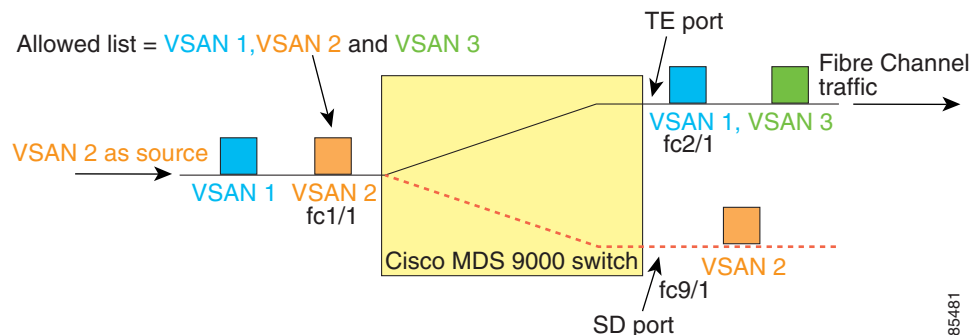 TE port
Allowed list = VSAN 1,VSAN 2 and VSAN 3
Fibre Channel
traffic
VSAN 1, VSAN 3
fc2/1
VSAN 2 as source
VSAN 1
VSAN 2
fc1/1
Cisco MDS 9000 switch
VSAN 2
fc9/1
SD port
85481